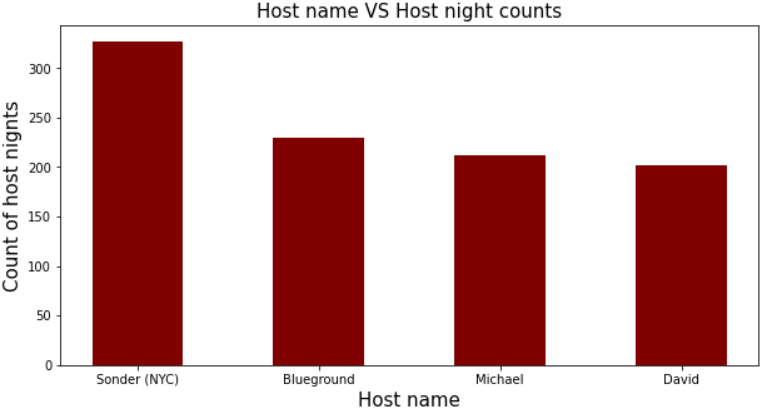 Host name VS Host night counts
Count of host nignts
300
250
200
150
100
50
0
Sonder (NYC) Blueground Michael David
Host name